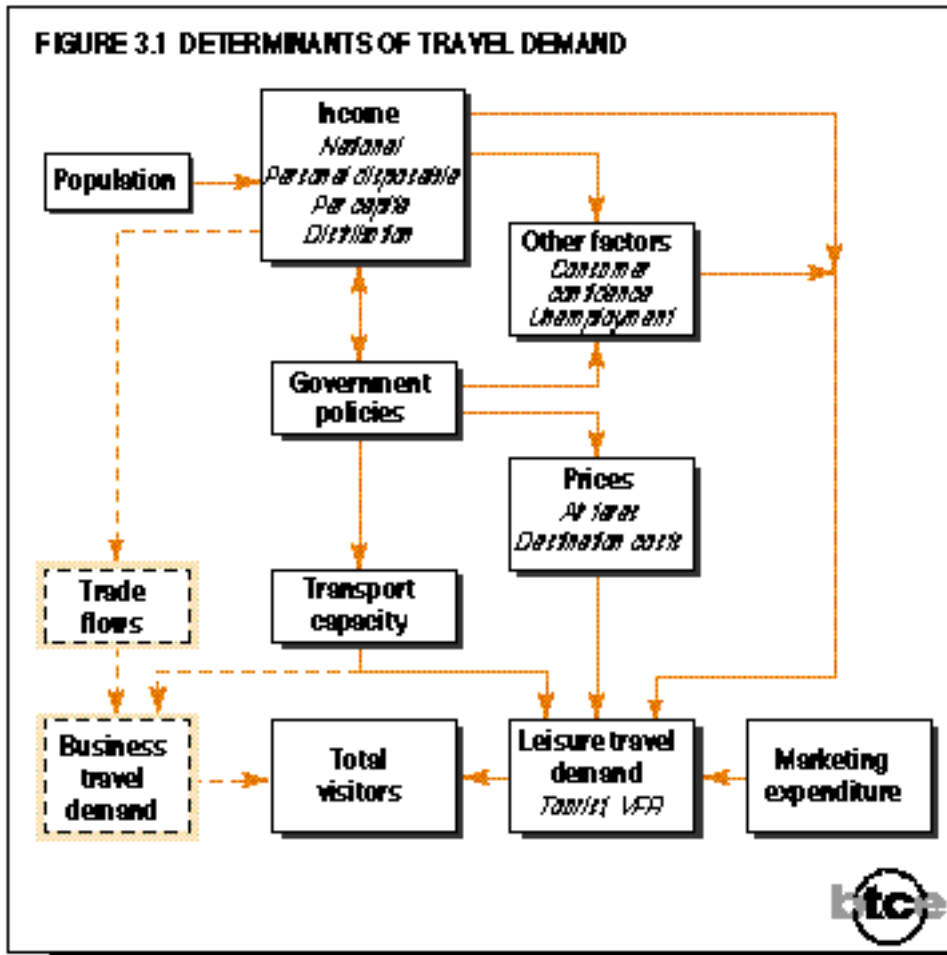 FIGURE 3.1 DETERMINANTS OF TRAVEL DEMAND
Income
National
Personal disposable
Per capita
Population
Other factors
Consumer
confidence
Unemployment
Government
policies
Prices
Air fares
Destination costs
Trade
flows
Transport
capacity
Business
travel
demand
Total
visitors
Leisure travel
demand
Tourist, VFR
Marketing
expenditure
btce